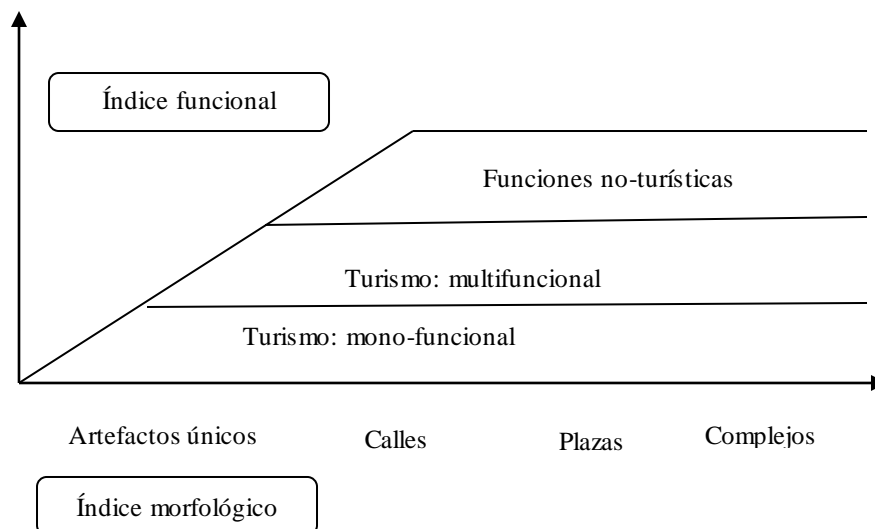 Índice funcional
Funciones no-turísticas
Turismo: multifuncional
Turismo: mono-funcional
Artefactos únicos
Calles
Plazas
Complejos
Índice morfológico